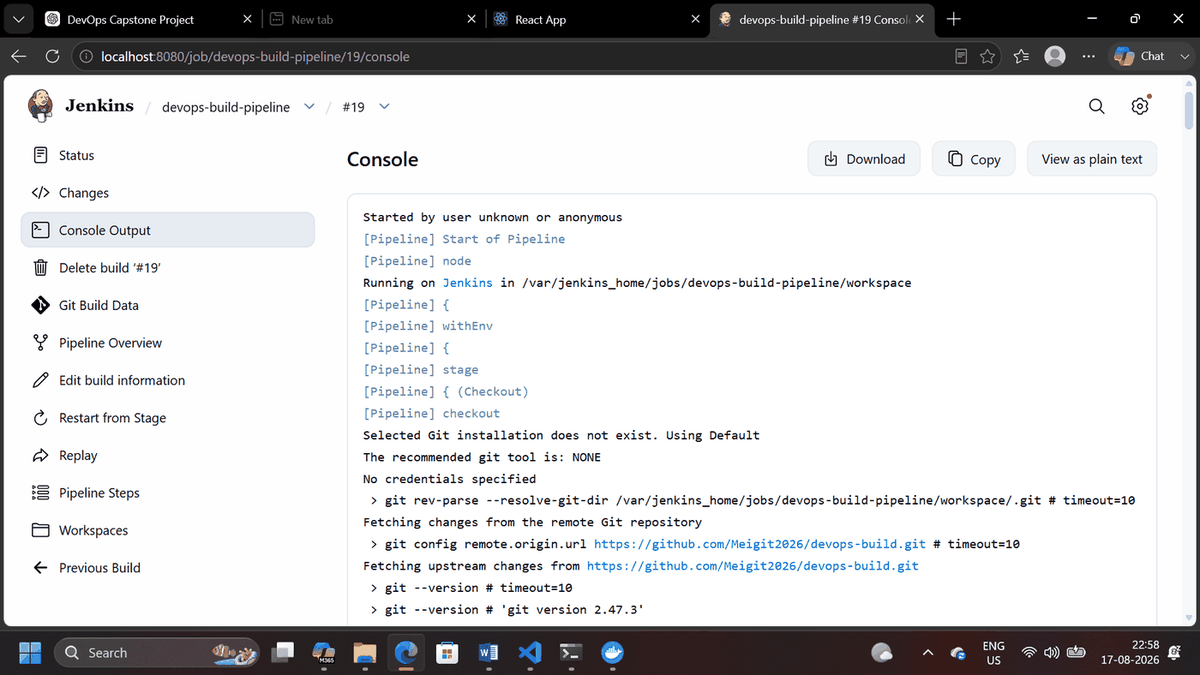 DevOps Capstone Project
New tab
React App
devops-build-pipeline #19 Consol
localhost:8080/job/devops-build-pipeline/19/console
Chat
Jenkins / devops-build-pipeline / #19
Status
Changes
Console Output
Delete build ‘#19’
Git Build Data
Pipeline Overview
Edit build information
Restart from Stage
Replay
Pipeline Steps
Workspaces
Previous Build
Console
Download
Copy
View as plain text
Started by user unknown or anonymous
[Pipeline] Start of Pipeline
[Pipeline] node
Running on Jenkins in /var/jenkins_home/jobs/devops-build-pipeline/workspace
[Pipeline] {
[Pipeline] withEnv
[Pipeline] {
[Pipeline] stage
[Pipeline] { (Checkout)
[Pipeline] checkout
Selected Git installation does not exist. Using Default
The recommended git tool is: NONE
No credentials specified
> git rev-parse --resolve-git-dir /var/jenkins_home/jobs/devops-build-pipeline/workspace/.git # timeout=10
Fetching changes from the remote Git repository
> git config remote.origin.url https://github.com/Meigit2026/devops-build.git # timeout=10
Fetching upstream changes from https://github.com/Meigit2026/devops-build.git
> git --version # timeout=10
> git --version # 'git version 2.47.3'
Search
M365
ENG
US
22:58
17-08-2026